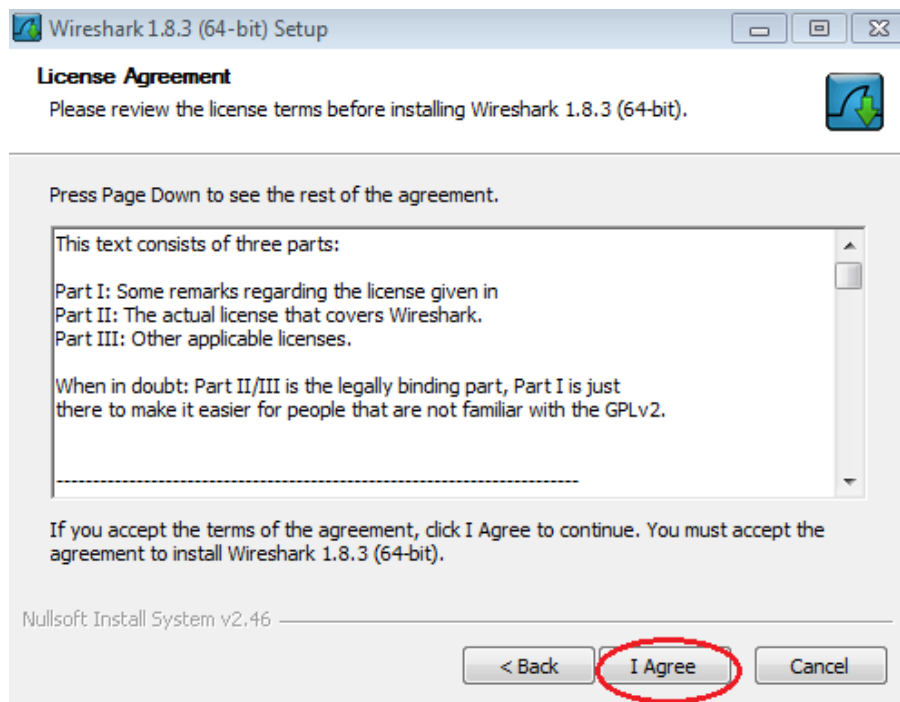 Wireshark 1.8.3 (64-bit) Setup
License Agreement
Please review the license terms before installing Wireshark 1.8.3 (64-bit).
Press Page Down to see the rest of the agreement.
This text consists of three parts:
Part I: Some remarks regarding the license given in
Part II: The actual license that covers Wireshark.
Part III: Other applicable licenses.
When in doubt: Part II/III is the legally binding part, Part I is just
there to make it easier for people that are not familiar with the GPLv2.
------------------------------------------------------------------------
If you accept the terms of the agreement, click I Agree to continue. You must accept the
agreement to install Wireshark 1.8.3 (64-bit).
Nullsoft Install System v2.46
< Back I Agree Cancel